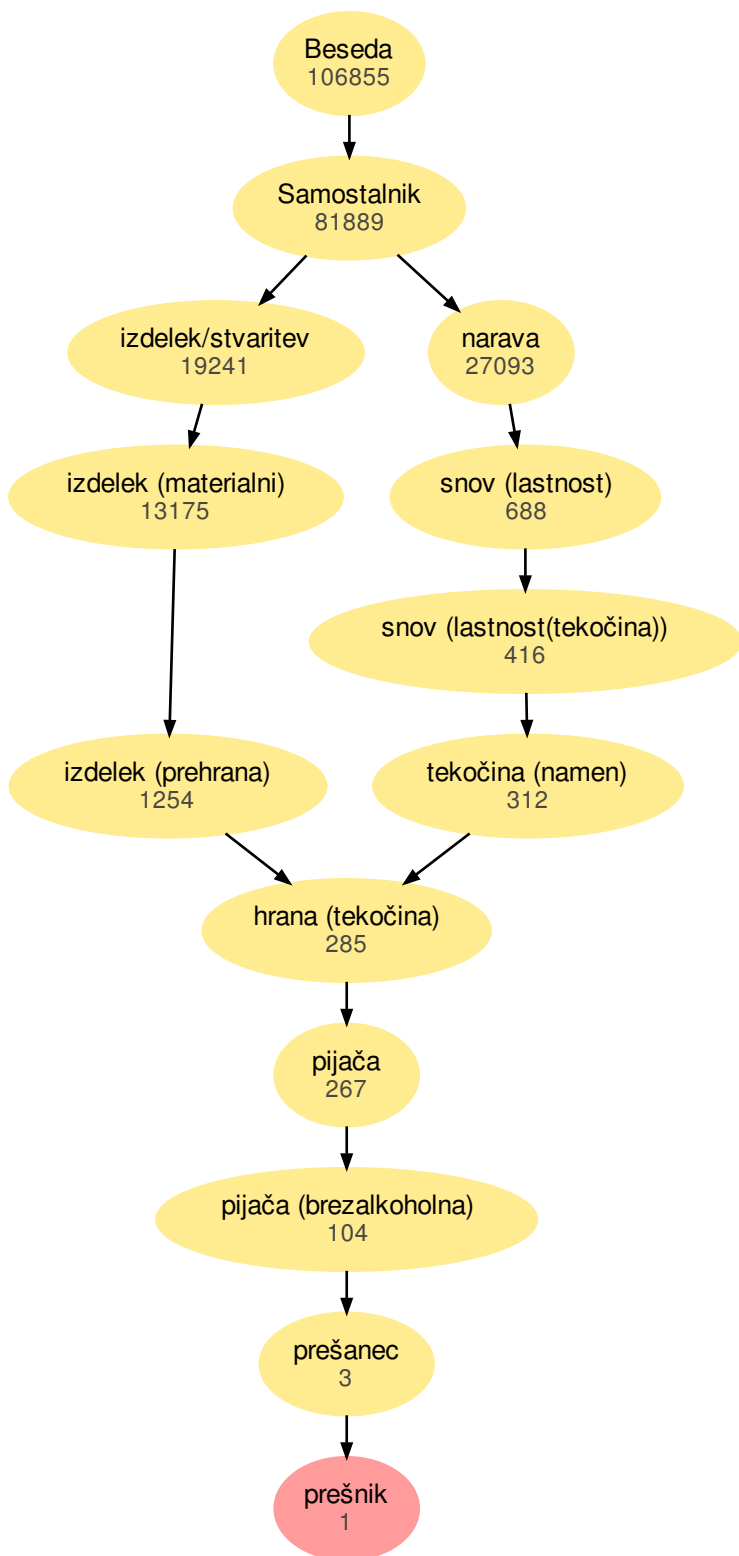 Beseda
106855
Samostalnik
81889
izdelek/stvaritev
19241
narava
27093
izdelek (materialni)
13175
snov (lastnost)
688
snov (lastnost(tekočina))
416
izdelek (prehrana)
1254
tekočina (namen)
312
hrana (tekočina)
285
pijača
267
pijača (brezalkoholna)
104
prešanec
3
prešnik
1